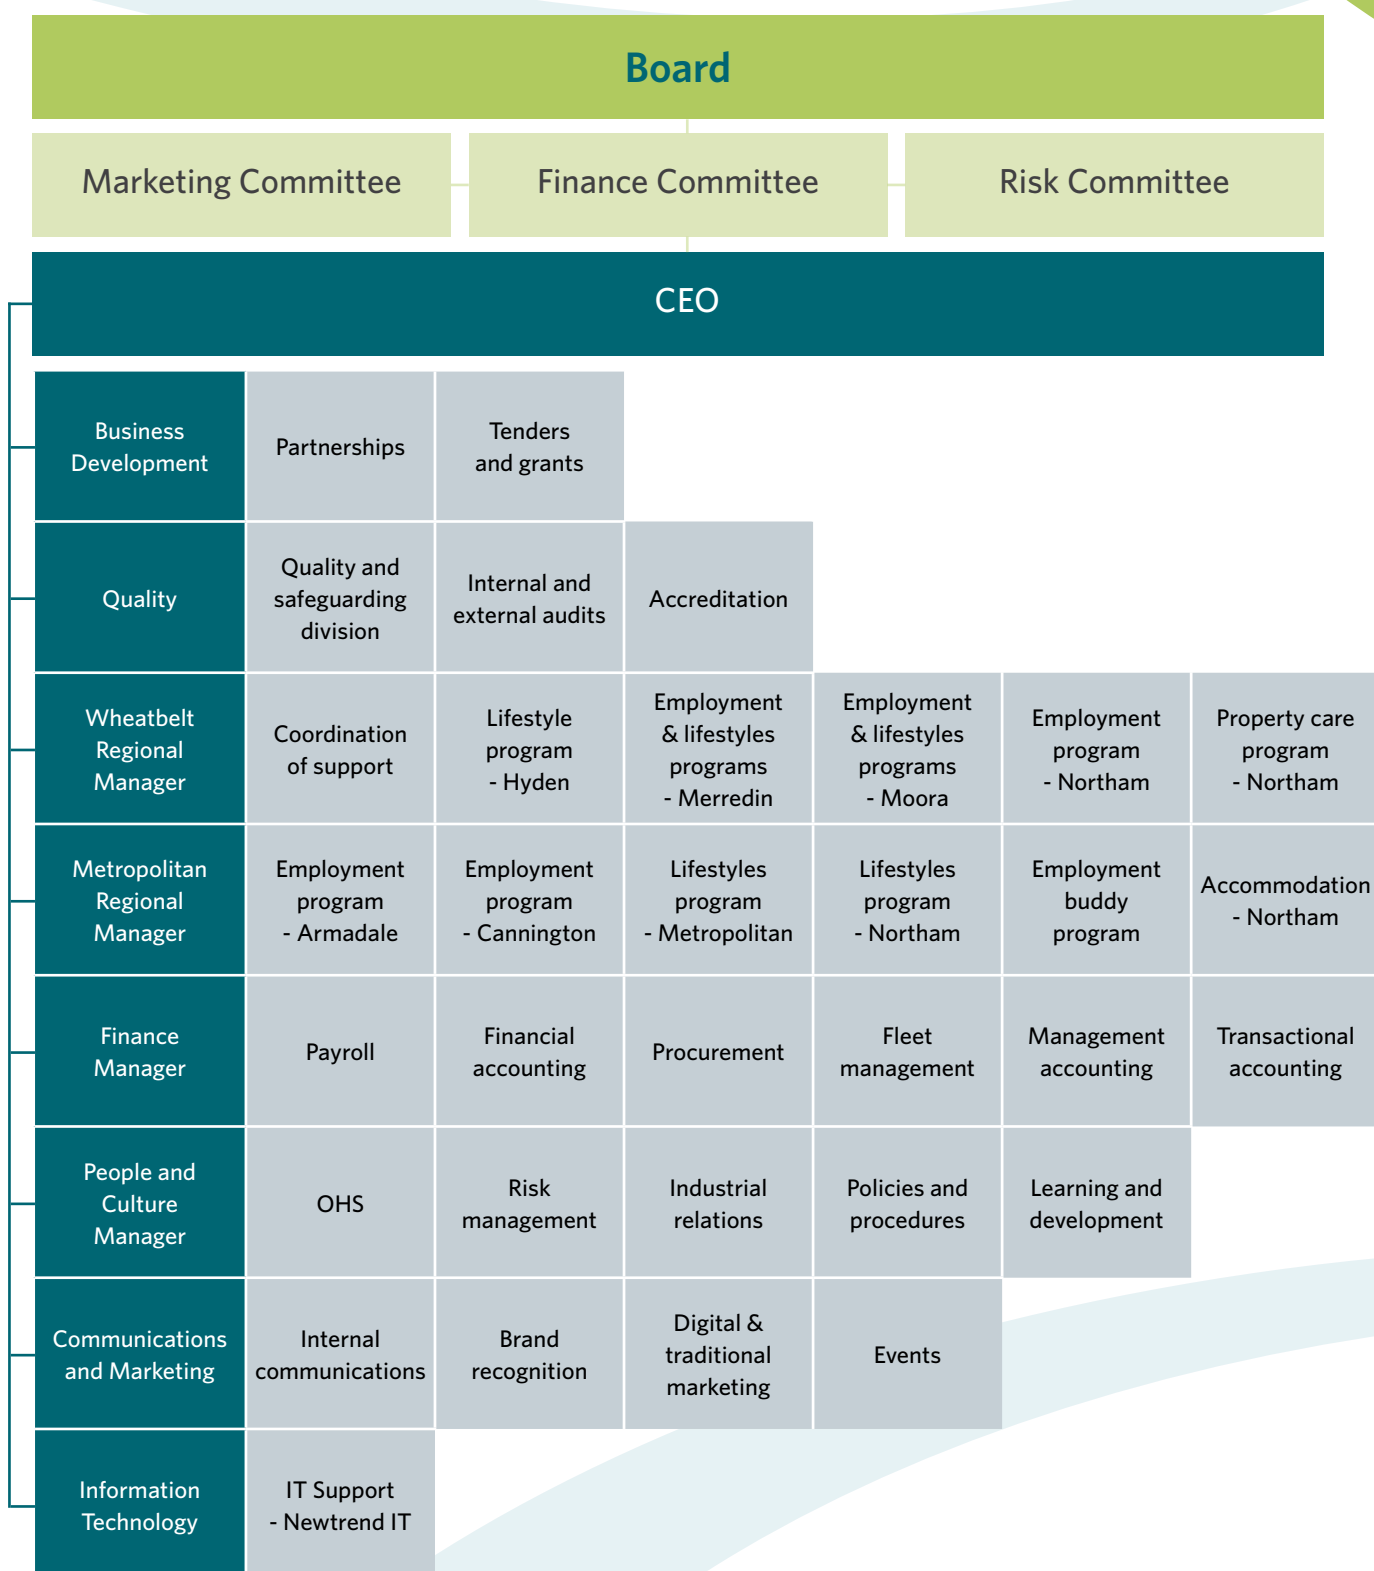 Board
Marketing Committee
Finance Committee
Risk Committee
CEO
Business
Development
Partnerships
Tenders
and grants
Quality
Quality and
safeguarding
division
Internal and
external audits
Accreditation
Wheatbelt
Regional
Manager
Coordination
of support
Lifestyle
program
- Hyden
Employment
& lifestyles
programs
- Merredin
Employment
& lifestyles
programs
- Moora
Employment
program
- Northam
Property care
program
- Northam
Metropolitan
Regional
Manager
Employment
program
- Armadale
Employment
program
- Cannington
Lifestyles
program
- Metropolitan
Lifestyles
program
- Northam
Employment
buddy
program
Accommodation
- Northam
Finance
Manager
Payroll
Financial
accounting
Procurement
Fleet
management
Management
accounting
Transactional
accounting
People and
Culture
Manager
OHS
Risk
management
Industrial
relations
Policies and
procedures
Learning and
development
Communications
and Marketing
Internal
communications
Brand
recognition
Digital &
traditional
marketing
Events
Information
Technology
IT Support
- Newtrend IT